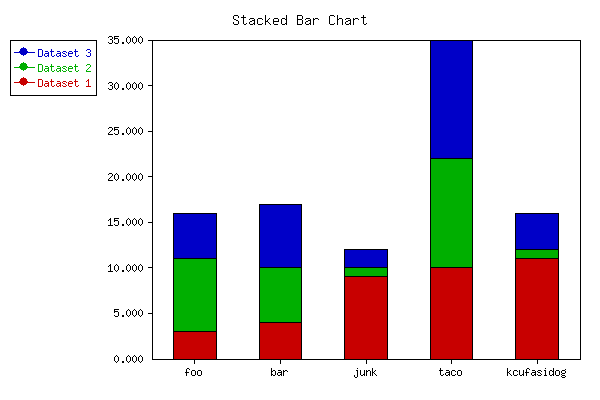 Stacked Bar Chart
Dataset 3
Dataset 2
Dataset 1
35.000
30.000
25.000
20.000
15.000
10.000
5.000
0.000
foo bar junk taco kcufasidog